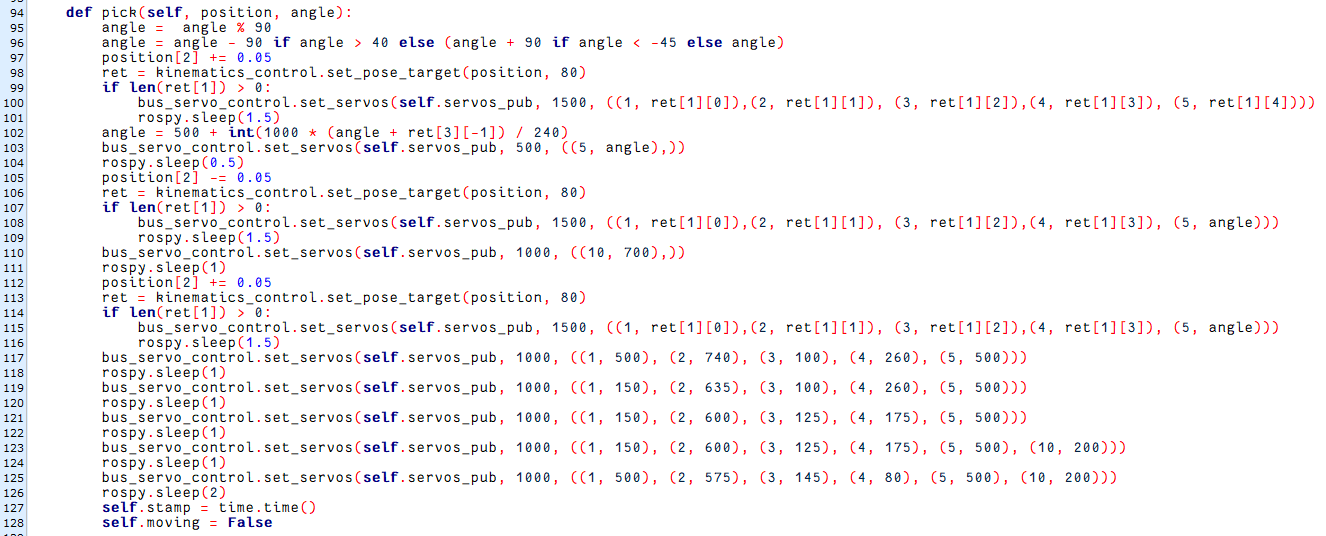 94 def pick(self, position, angle):
95 angle =  angle % 90
96 angle = angle - 90 if angle > 40 else (angle + 90 if angle < -45 else angle)
97 position[2] += 0.05
98 ret = kinematics_control.set_pose_target(position, 80)
99 if len(ret[1]) > 0:
100 bus_servo_control.set_servos(self.servos_pub, 1500, ((1, ret[1][0]),(2, ret[1][1]), (3, ret[1][2]),(4, ret[1][3]), (5, ret[1][4])))
101 rospy.sleep(1.5)
102 angle = 500 + int(1000 * (angle + ret[3][-1]) / 240)
103 bus_servo_control.set_servos(self.servos_pub, 500, ((5, angle),))
104 rospy.sleep(0.5)
105 position[2] -= 0.05
106 ret = kinematics_control.set_pose_target(position, 80)
107 if len(ret[1]) > 0:
108 bus_servo_control.set_servos(self.servos_pub, 1500, ((1, ret[1][0]),(2, ret[1][1]), (3, ret[1][2]),(4, ret[1][3]), (5, angle)))
109 rospy.sleep(1.5)
110 bus_servo_control.set_servos(self.servos_pub, 1000, ((10, 700),))
111 rospy.sleep(1)
112 position[2] += 0.05
113 ret = kinematics_control.set_pose_target(position, 80)
114 if len(ret[1]) > 0:
115 bus_servo_control.set_servos(self.servos_pub, 1500, ((1, ret[1][0]),(2, ret[1][1]), (3, ret[1][2]),(4, ret[1][3]), (5, angle)))
116 rospy.sleep(1.5)
117 bus_servo_control.set_servos(self.servos_pub, 1000, ((1, 500), (2, 740), (3, 100), (4, 260), (5, 500)))
118 rospy.sleep(1)
119 bus_servo_control.set_servos(self.servos_pub, 1000, ((1, 150), (2, 635), (3, 100), (4, 260), (5, 500)))
120 rospy.sleep(1)
121 bus_servo_control.set_servos(self.servos_pub, 1000, ((1, 150), (2, 600), (3, 125), (4, 175), (5, 500)))
122 rospy.sleep(1)
123 bus_servo_control.set_servos(self.servos_pub, 1000, ((1, 150), (2, 600), (3, 125), (4, 175), (5, 500), (10, 200)))
124 rospy.sleep(1)
125 bus_servo_control.set_servos(self.servos_pub, 1000, ((1, 500), (2, 575), (3, 145), (4, 80), (5, 500), (10, 200)))
126 rospy.sleep(2)
127 self.stamp = time.time()
128 self.moving = False